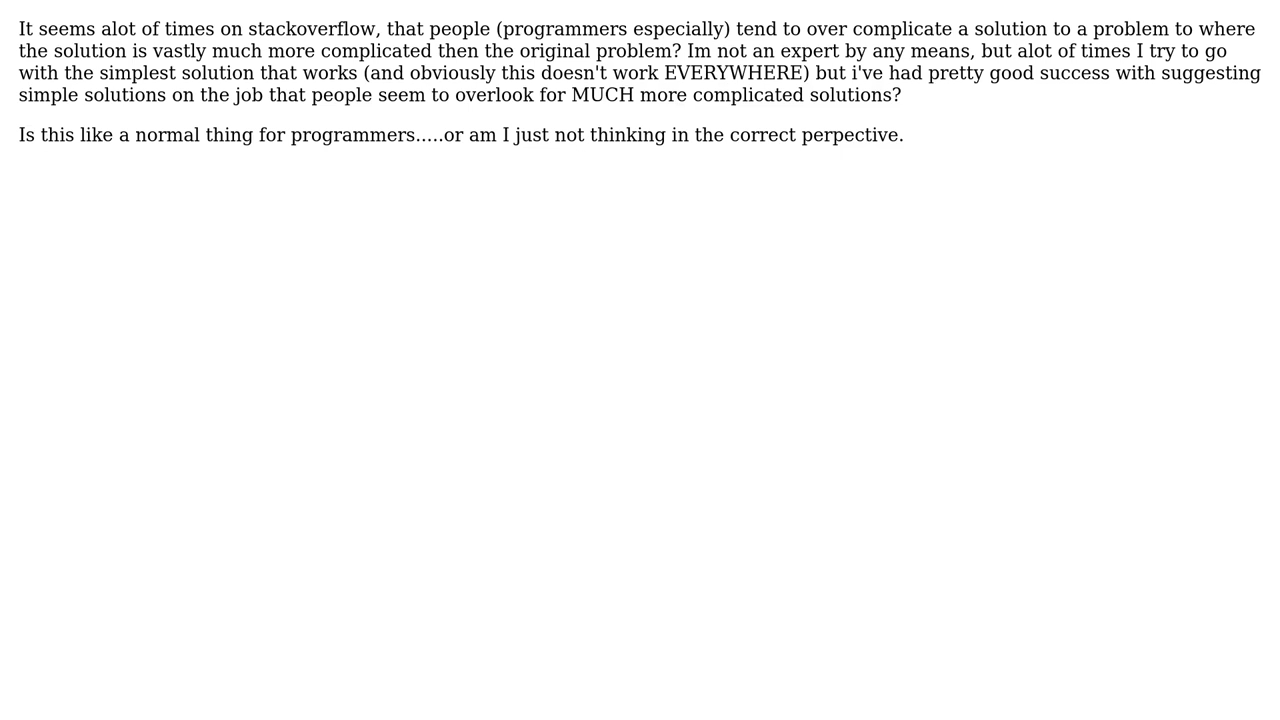 It seems alot of times on stackoverflow, that people (programmers especially) tend to over complicate a solution to a problem to where
the solution is vastly much more complicated then the original problem? Im not an expert by any means, but alot of times I try to go
with the simplest solution that works (and obviously this doesn't work EVERYWHERE) but i've had pretty good success with suggesting
simple solutions on the job that people seem to overlook for MUCH more complicated solutions?
Is this like a normal thing for programmers.....or am I just not thinking in the correct perpective.